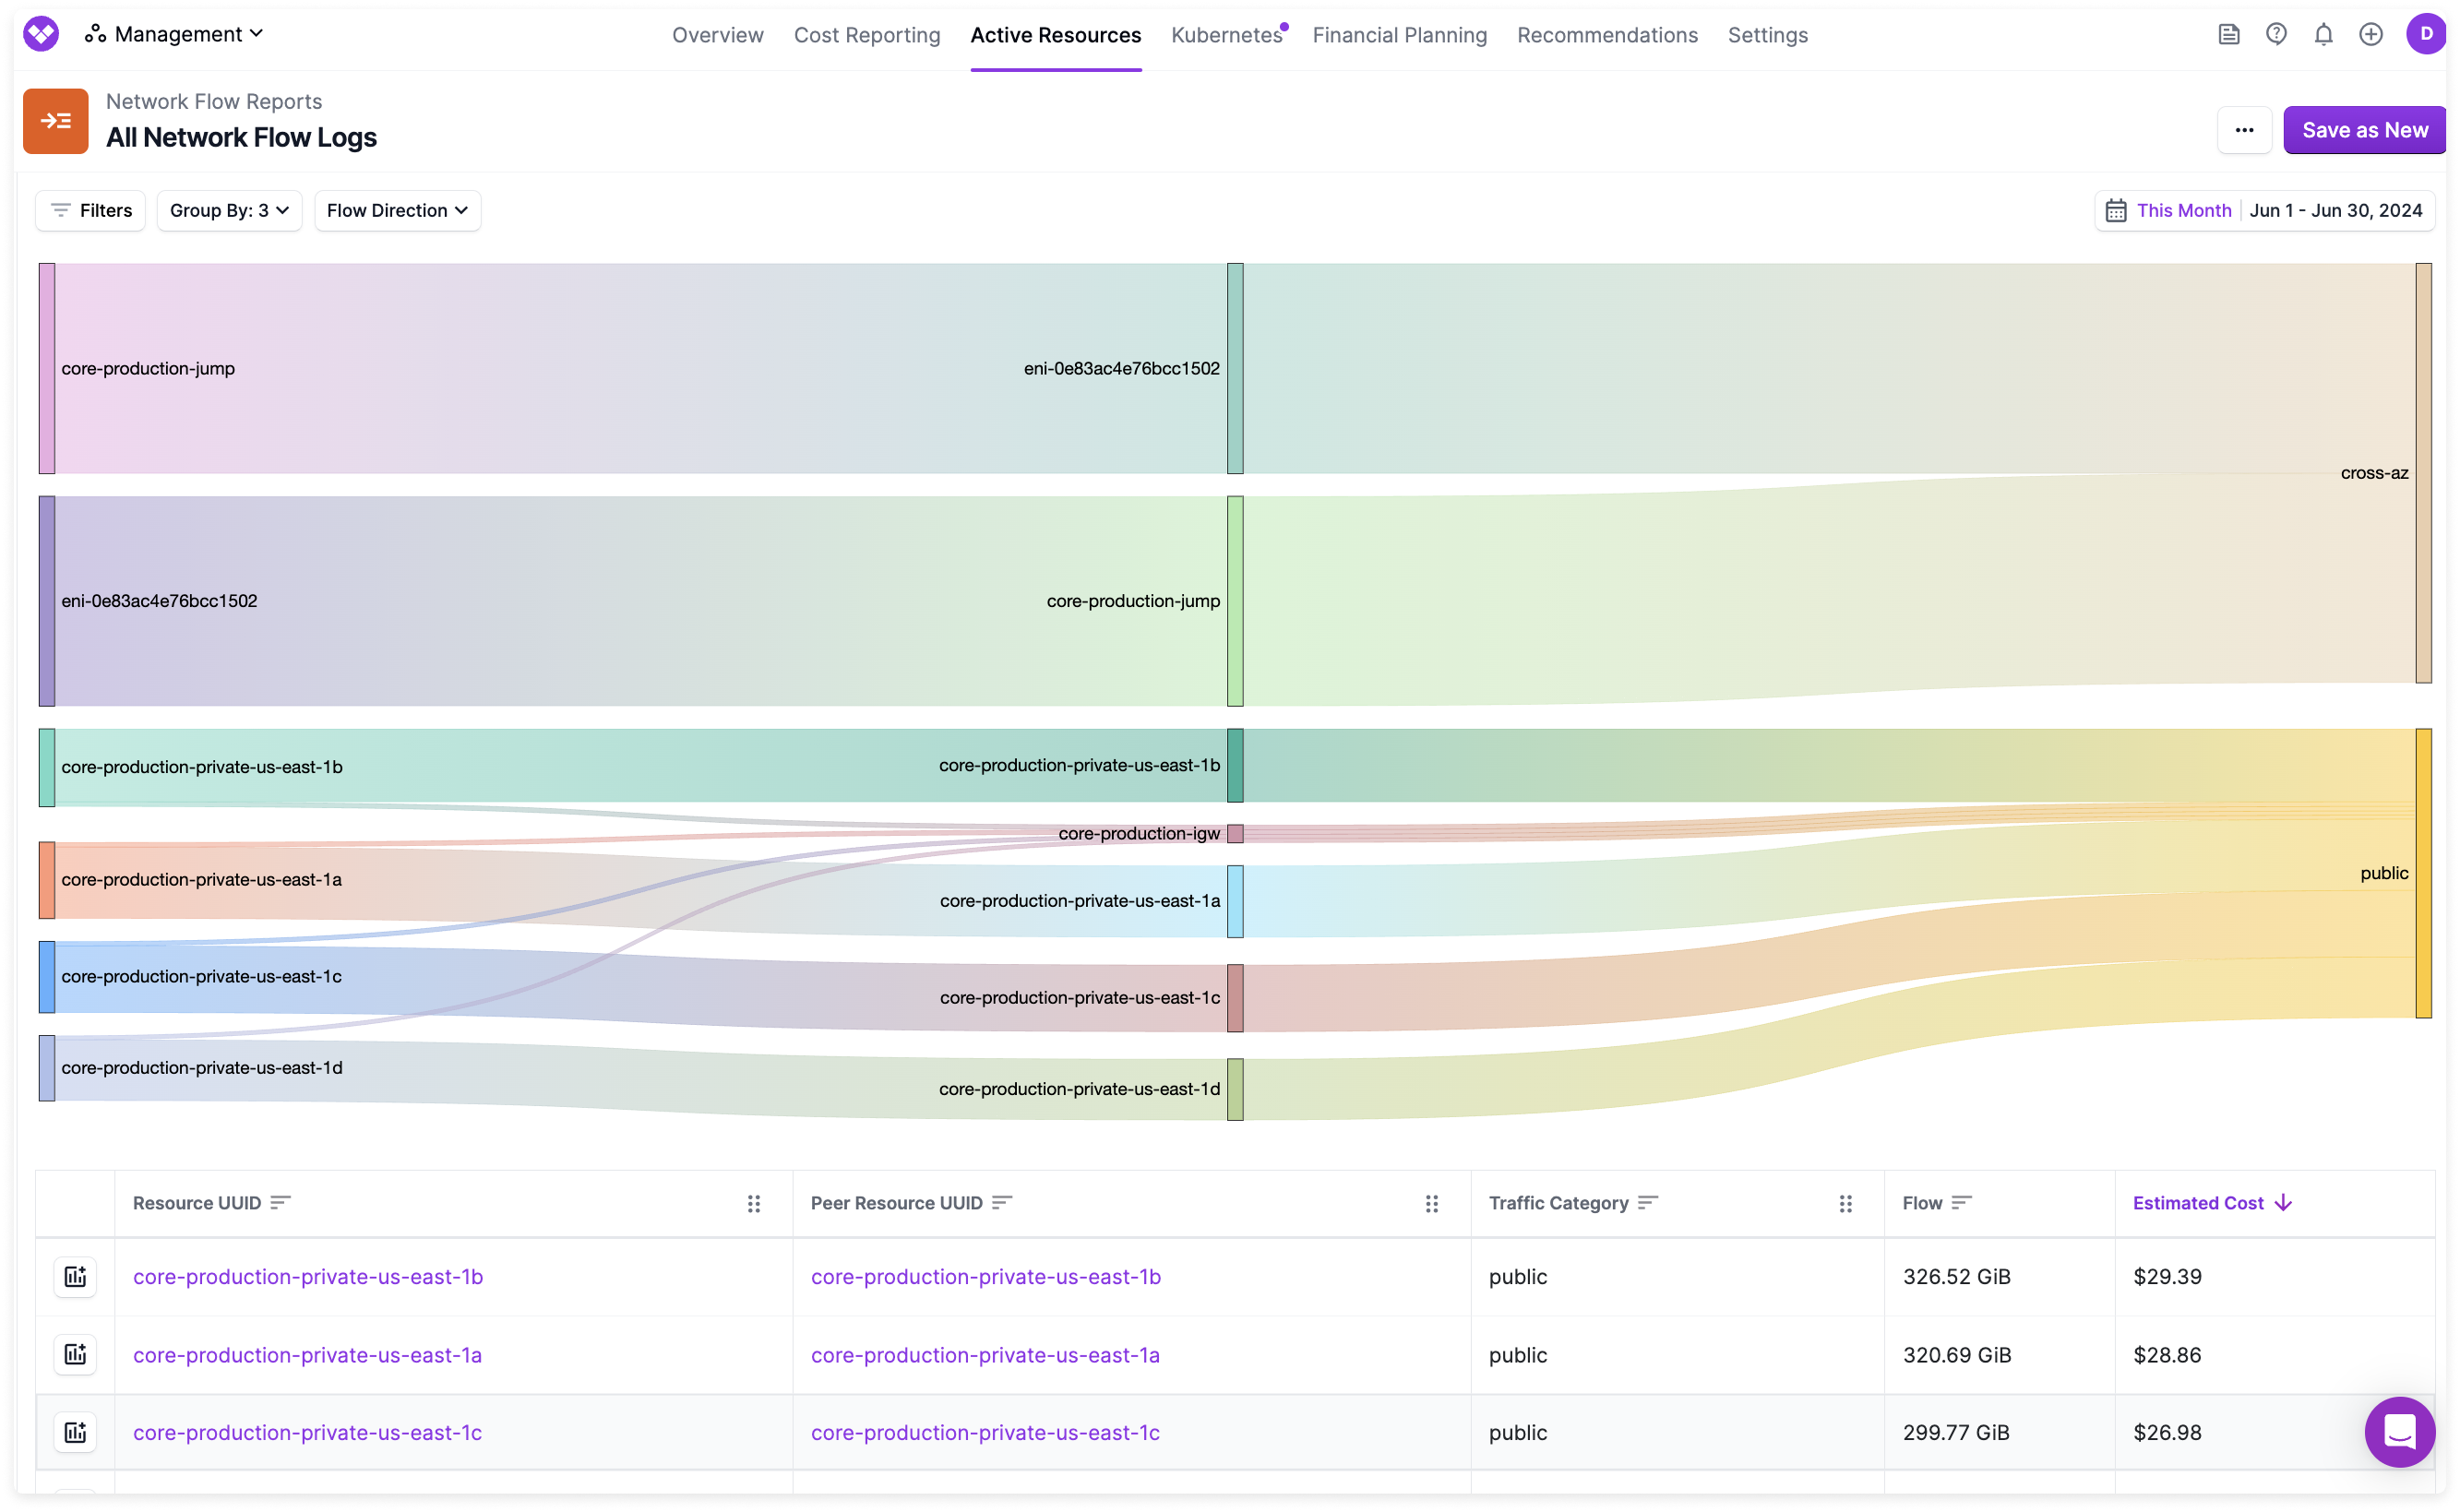 Management
Overview Cost Reporting Active Resources Kubernetes Financial Planning Recommendations Settings
D
Network Flow Reports
All Network Flow Logs
Save as New
Filters Group By: 3 Flow Direction This Month Jun 1 - Jun 30, 2024
core-production-jump eni-0e83ac4e76bcc1502
cross-az
eni-0e83ac4e76bcc1502 core-production-jump
core-production-private-us-east-1b core-production-private-us-east-1b
core-production-igw
core-production-private-us-east-1a core-production-private-us-east-1a public
core-production-private-us-east-1c core-production-private-us-east-1c
core-production-private-us-east-1d core-production-private-us-east-1d
Resource UUID Peer Resource UUID Traffic Category Flow Estimated Cost
core-production-private-us-east-1b core-production-private-us-east-1b public 326.52 GiB $29.39
core-production-private-us-east-1a core-production-private-us-east-1a public 320.69 GiB $28.86
core-production-private-us-east-1c core-production-private-us-east-1c public 299.77 GiB $26.98